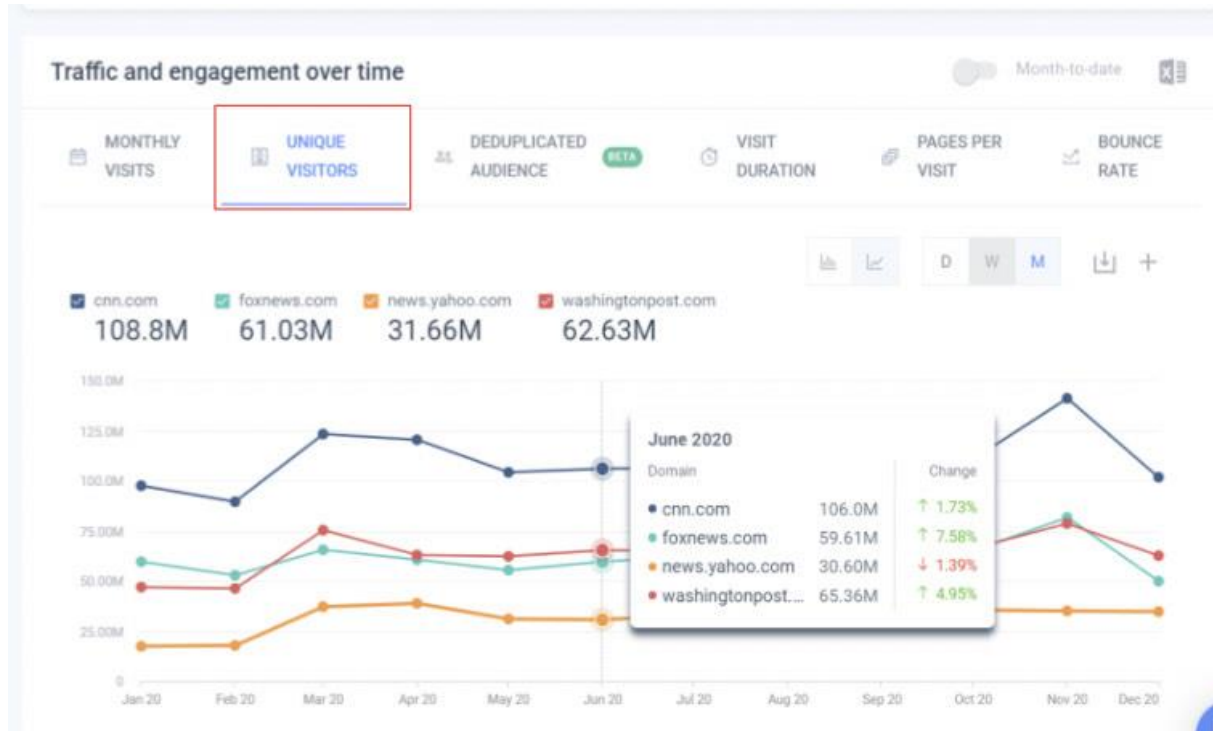 Traffic and engagement over time
Month-to-date
MONTHLY VISITS
UNIQUE VISITORS
DEDUPLICATED AUDIENCE
BETA
VISIT DURATION
PAGES PER VISIT
BOUNCE RATE
D W M
cnn.com foxnews.com news.yahoo.com washingtonpost.com
108.8M 61.03M 31.66M 62.63M
150.0M
125.0M
100.0M
75.00M
50.00M
25.00M
0
June 2020
Domain Change
cnn.com 106.0M ↑ 1.73%
foxnews.com 59.61M ↑ 7.58%
news.yahoo.com 30.60M ↓ 1.39%
washingtonpost.... 65.36M ↑ 4.95%
Jan 20 Feb 20 Mar 20 Apr 20 May 20 Jun 20 Jul 20 Aug 20 Sep 20 Oct 20 Nov 20 Dec 20